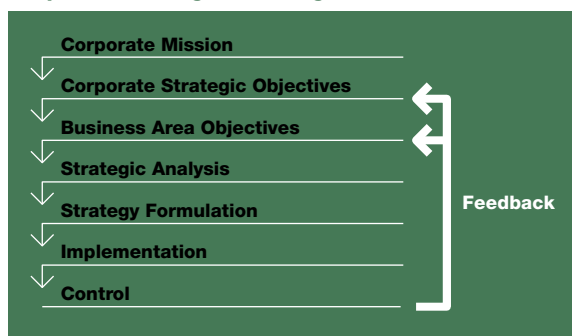 Corporate Mission
Corporate Strategic Objectives
Business Area Objectives
Strategic Analysis
Feedback
Strategy Formulation
Implementation
Control